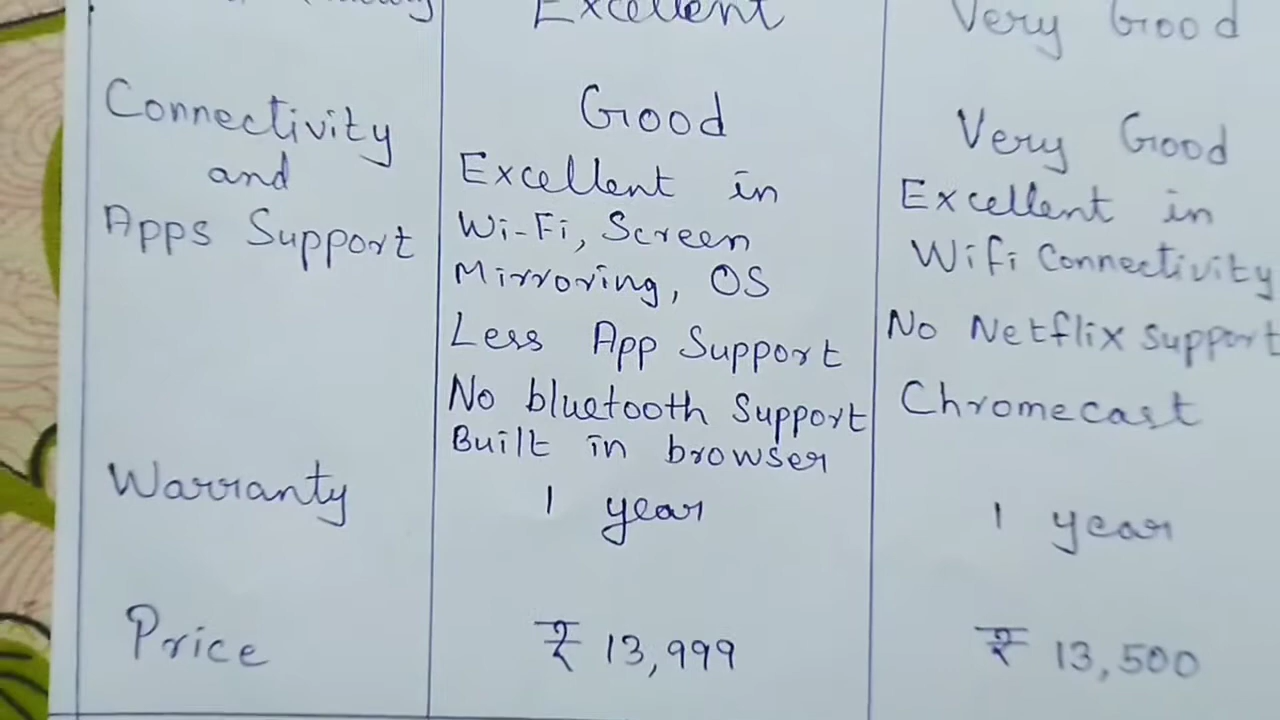 Excellent
Very Good
Connectivity
and
Apps Support
Good
Excellent in
Wi-Fi, Screen
Mirroring, OS
Less App Support
No bluetooth Support
Built in browser
Very Good
Excellent in
Wifi Connectivity
No Netflix Support
Chromecast
Warranty
1 year
1 year
Price
₹ 13,999
₹ 13,500